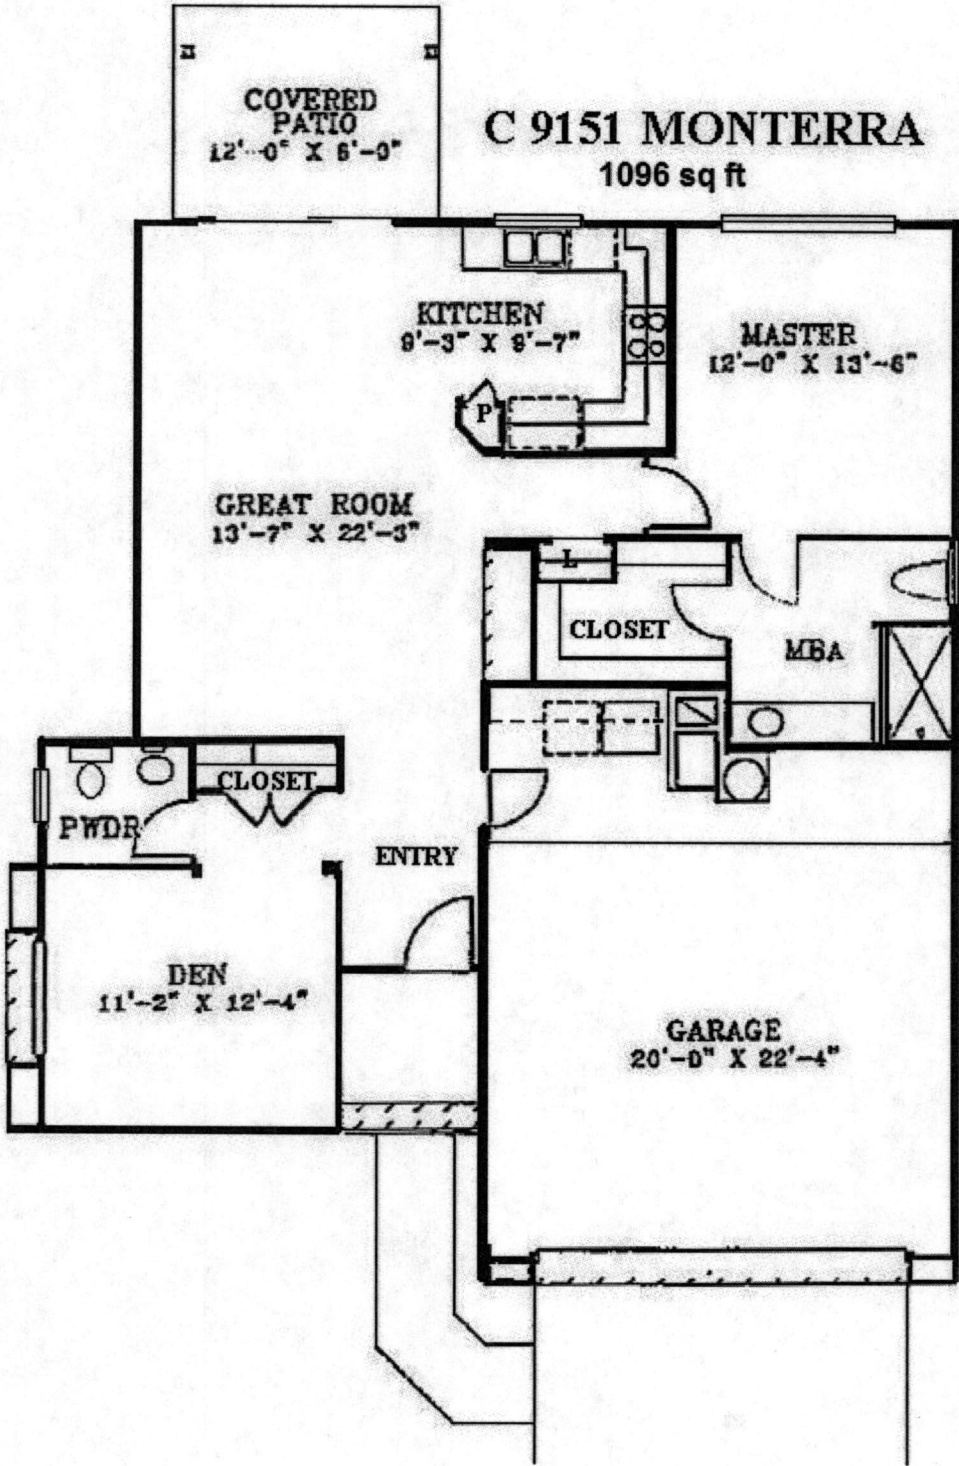 COVERED
PATIO
12'-0" X 8'-0"
C 9151 MONTERRA
1096 sq ft
KITCHEN
9'-3" X 9'-7"
MASTER
12'-0" X 13'-6"
P
GREAT ROOM
13'-7" X 22'-3"
L
CLOSET
MBA
CLOSET
PWDR
ENTRY
DEN
11'-2" X 12'-4"
GARAGE
20'-0" X 22'-4"